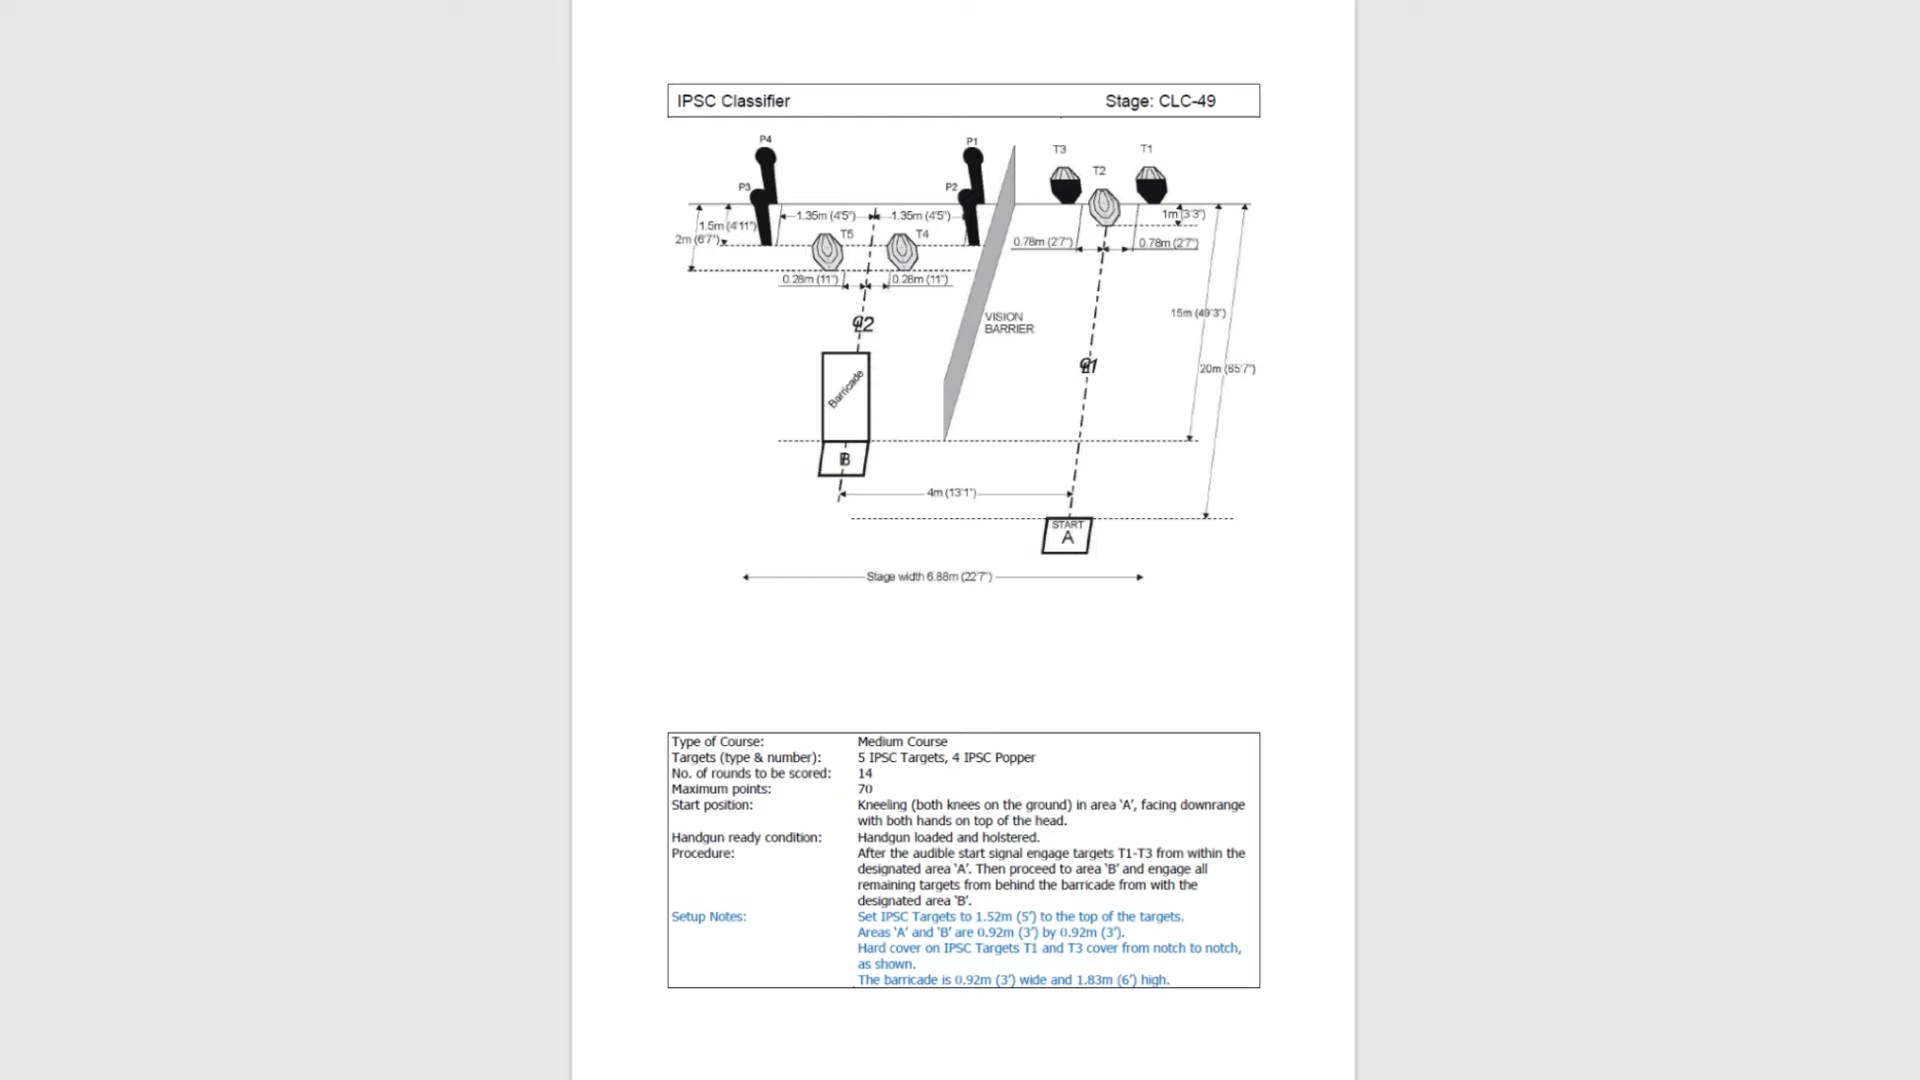 IPSC Classifier Stage: CLC-49
P4 P1 T3 T1
T2
P3 P2
1.35m (4'5") 1.35m (4'5") 1m (3'3")
1.5m (4'11")
2m (6'7") T5 T4
0.78m (2'7") 0.78m (2'7")
0.28m (11") 0.28m (11")
15m (49'3")
VISION
BARRIER
℄2
℄1
20m (65'7")
Barricade
B
4m (13'1")
START
A
Stage width 6.88m (22'7")
Type of Course: Medium Course
Targets (type & number): 5 IPSC Targets, 4 IPSC Popper
No. of rounds to be scored: 14
Maximum points: 70
Start position: Kneeling (both knees on the ground) in area ‘A’, facing downrange
with both hands on top of the head.
Handgun ready condition: Handgun loaded and holstered.
Procedure: After the audible start signal engage targets T1-T3 from within the
designated area ‘A’. Then proceed to area ‘B’ and engage all
remaining targets from behind the barricade from with the
designated area ‘B’.
Setup Notes: Set IPSC Targets to 1.52m (5’) to the top of the targets.
Areas ‘A’ and ‘B’ are 0.92m (3’) by 0.92m (3’).
Hard cover on IPSC Targets T1 and T3 cover from notch to notch,
as shown.
The barricade is 0.92m (3’) wide and 1.83m (6’) high.